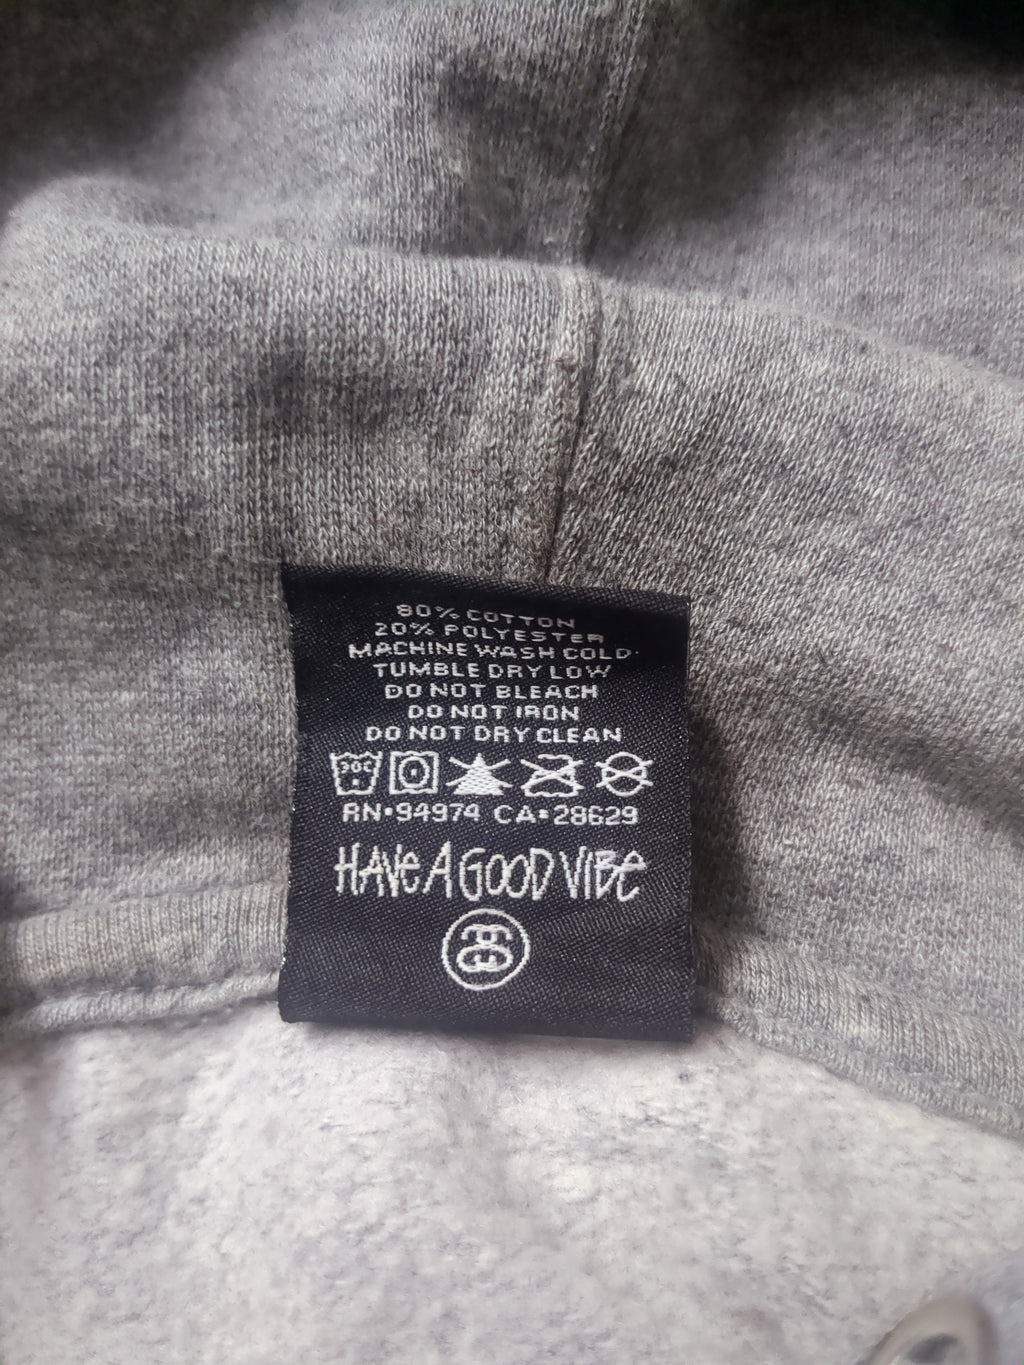 80% COTTON
20% POLYESTER
MACHINE WASH COLD
TUMBLE DRY LOW
DO NOT BLEACH
DO NOT IRON
DO NOT DRY CLEAN
30C
RN•94974 CA•28629
HAVE A GOOD VIBE